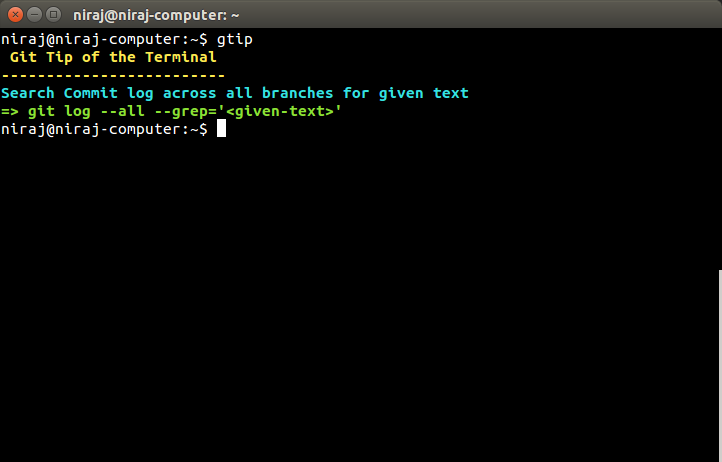 niraj@niraj-computer: ~
niraj@niraj-computer:~$ gtip
Git Tip of the Terminal
-------------------------
Search Commit log across all branches for given text
=> git log --all --grep='<given-text>'
niraj@niraj-computer:~$